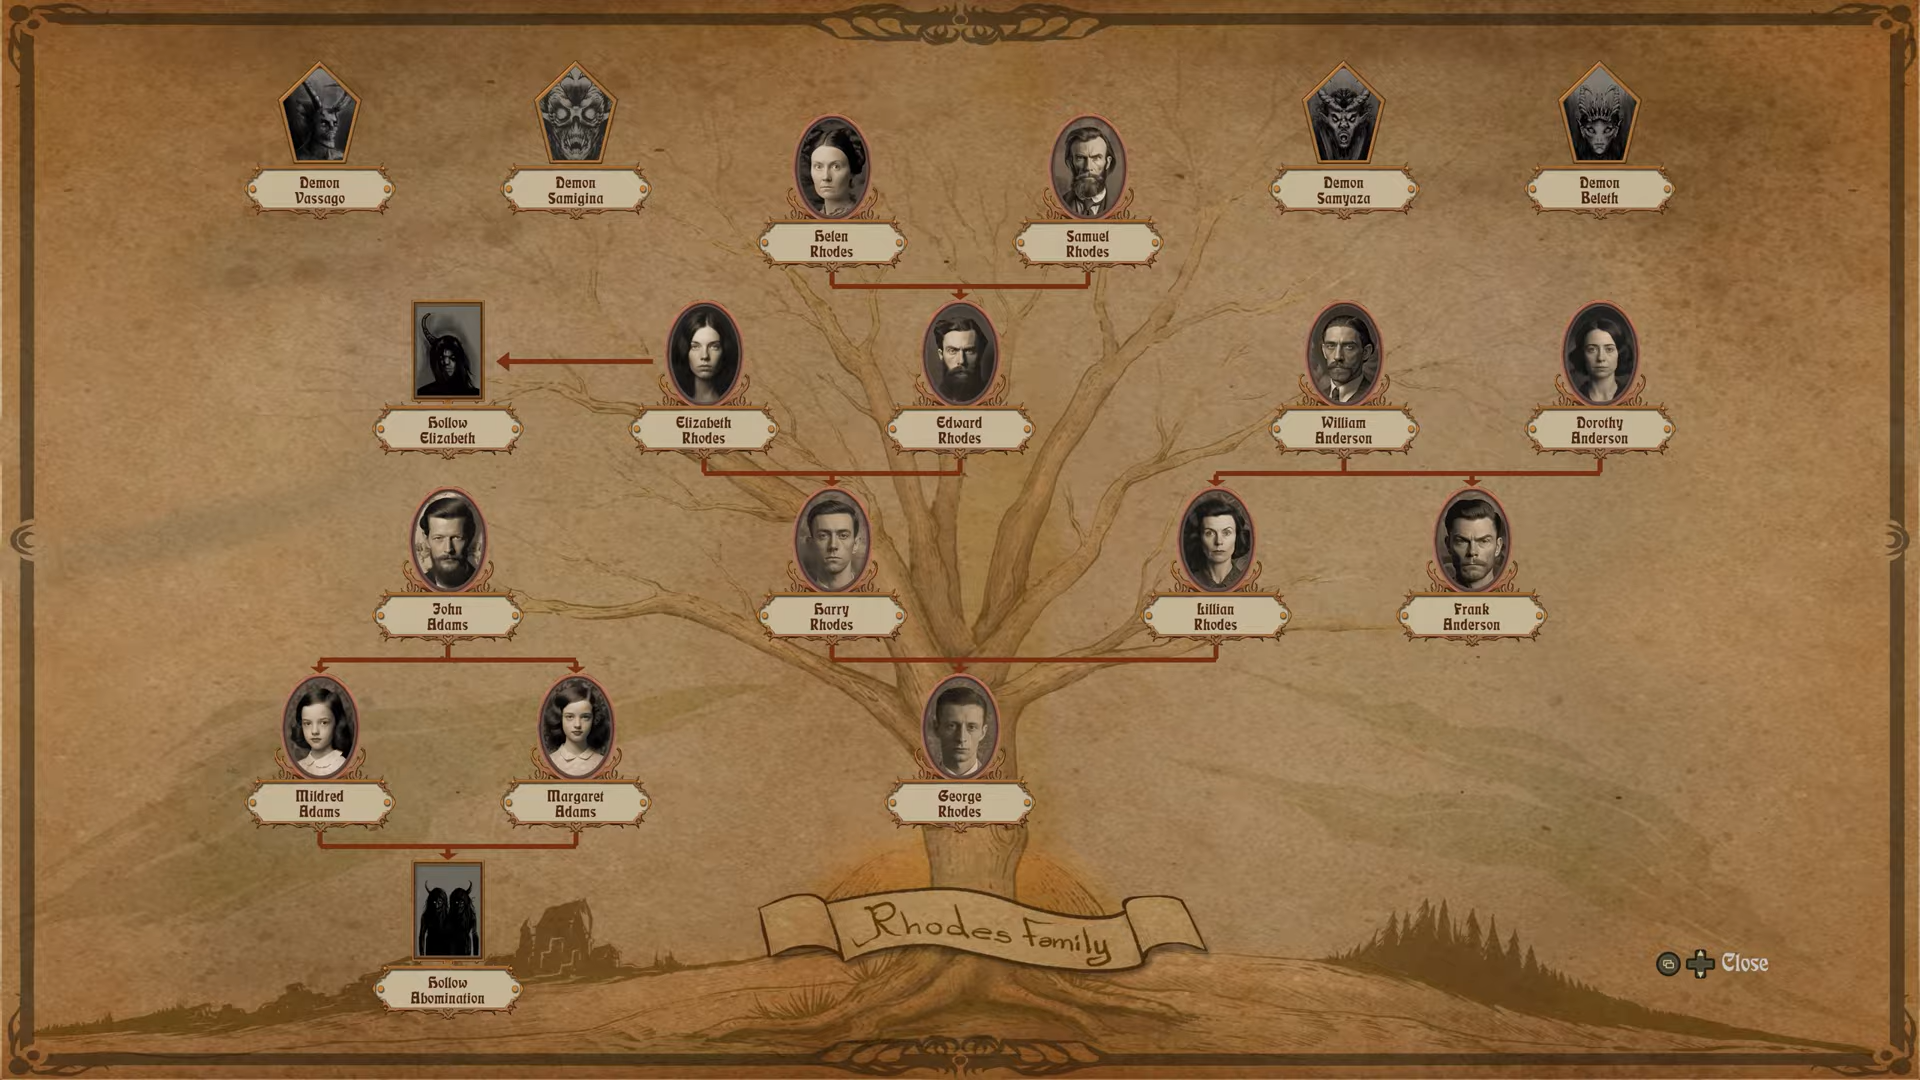 Demon
Vassago
Demon
Samigina
Helen
Rhodes
Samuel
Rhodes
Demon
Samyaza
Demon
Beleth
Hollow
Elizabeth
Elizabeth
Rhodes
Edward
Rhodes
William
Anderson
Dorothy
Anderson
John
Adams
Harry
Rhodes
Lillian
Rhodes
Frank
Anderson
Mildred
Adams
Margaret
Adams
George
Rhodes
Rhodes Family
Hollow
Abomination
Close